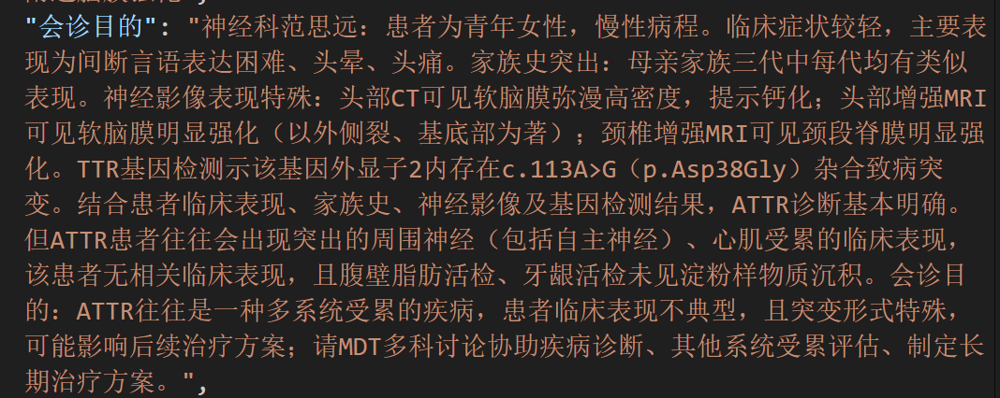 "会诊目的": "神经科范思远：患者为青年女性，慢性病程。临床症状较轻，主要表
现为间断言语表达困难、头晕、头痛。家族史突出：母亲家族三代中每代均有类似
表现。神经影像表现特殊：头部CT可见软脑膜弥漫高密度，提示钙化；头部增强MRI
可见软脑膜明显强化（以外侧裂、基底部为著）；颈椎增强MRI可见颈段脊膜明显强
化。TTR基因检测示该基因外显子2内存在c.113A>G（p.Asp38Gly）杂合致病突
变。结合患者临床表现、家族史、神经影像及基因检测结果，ATTR诊断基本明确。
但ATTR患者往往会出现突出的周围神经（包括自主神经）、心肌受累的临床表现，
该患者无相关临床表现，且腹壁脂肪活检、牙龈活检未见淀粉样物质沉积。会诊目
的：ATTR往往是一种多系统受累的疾病，患者临床表现不典型，且突变形式特殊，
可能影响后续治疗方案；请MDT多科讨论协助疾病诊断、其他系统受累评估、制定长
期治疗方案。",